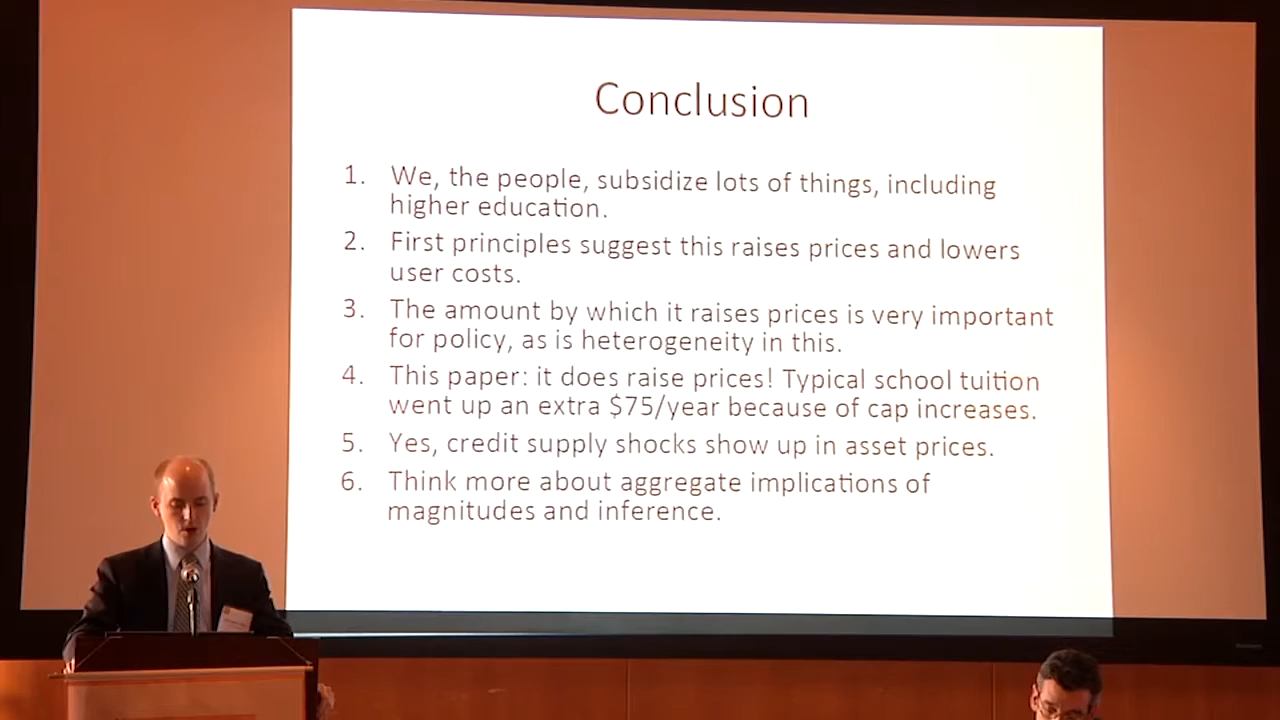 Conclusion
1. We, the people, subsidize lots of things, including
higher education.
2. First principles suggest this raises prices and lowers
user costs.
3. The amount by which it raises prices is very important
for policy, as is heterogeneity in this.
4. This paper: it does raise prices! Typical school tuition
went up an extra $75/year because of cap increases.
5. Yes, credit supply shocks show up in asset prices.
6. Think more about aggregate implications of
magnitudes and inference.